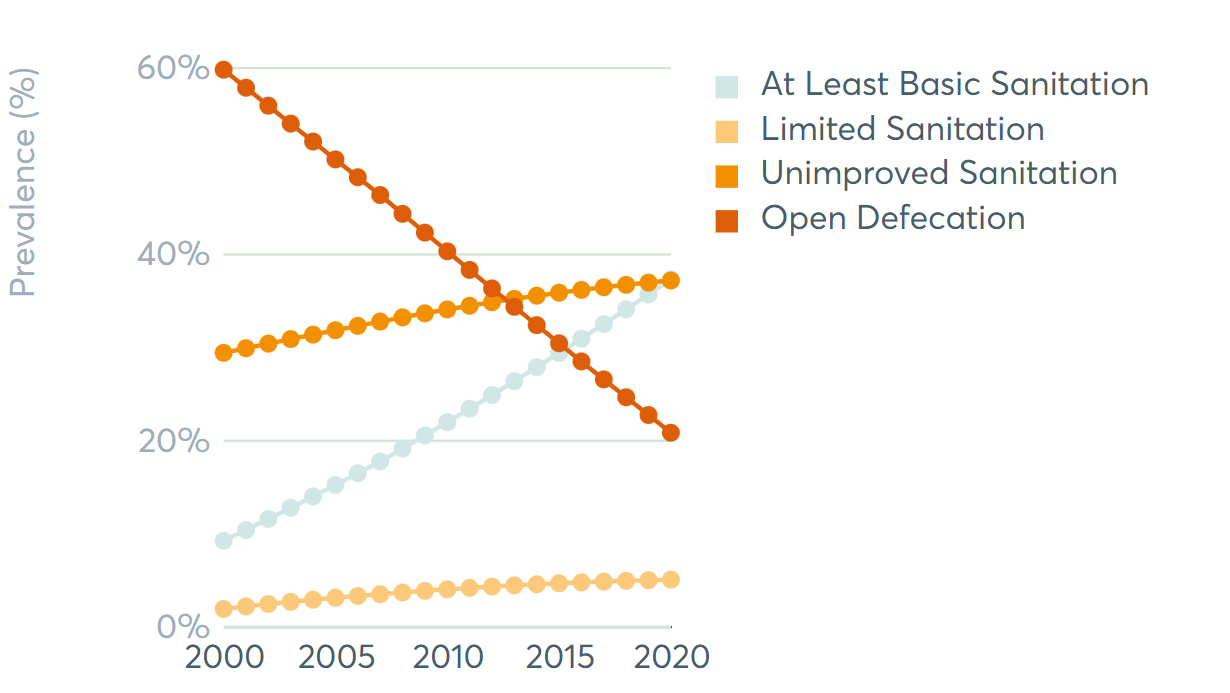 Prevalence (%)
60%
40%
20%
0%
2000 2005 2010 2015 2020
At Least Basic Sanitation
Limited Sanitation
Unimproved Sanitation
Open Defecation